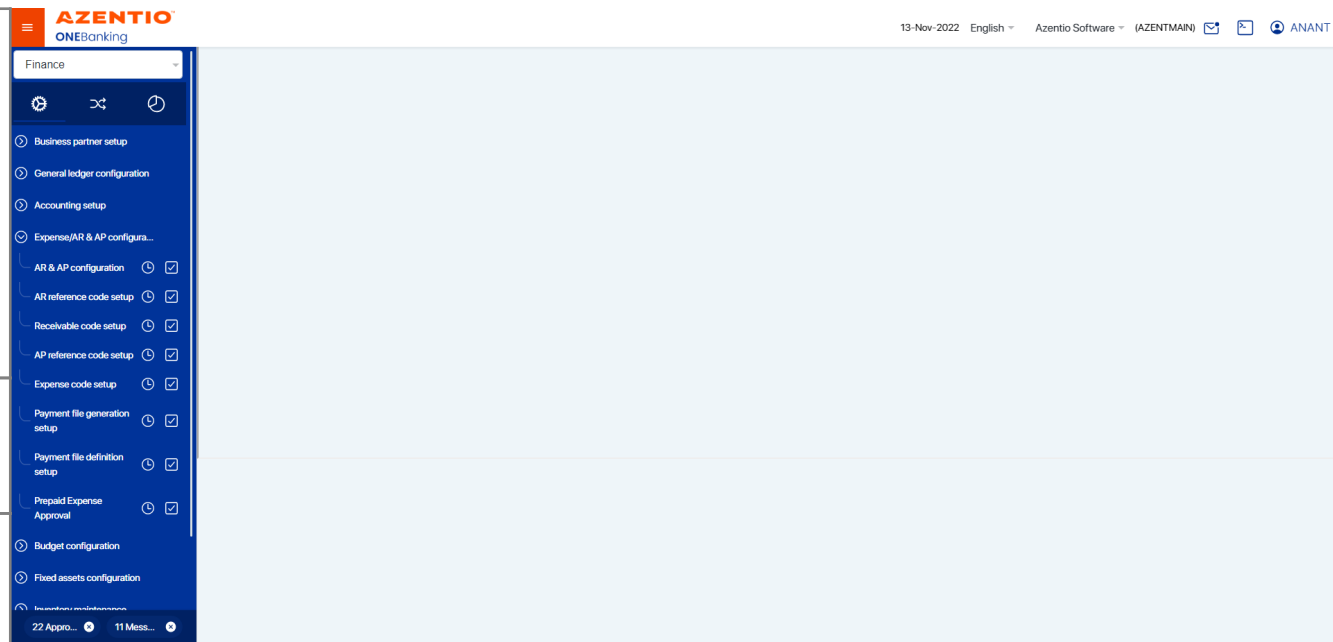 AZENTIO
ONEBanking
13-Nov-2022 English Azentio Software (AZENTMAIN) ANANT
Finance
Business partner setup
General ledger configuration
Accounting setup
Expense/AR & AP configura...
AR & AP configuration
AR reference code setup
Receivable code setup
AP reference code setup
Expense code setup
Payment file generation
setup
Payment file definition
setup
Prepaid Expense
Approval
Budget configuration
Fixed assets configuration
Inventory maintenance
22 Appro... 11 Mess...